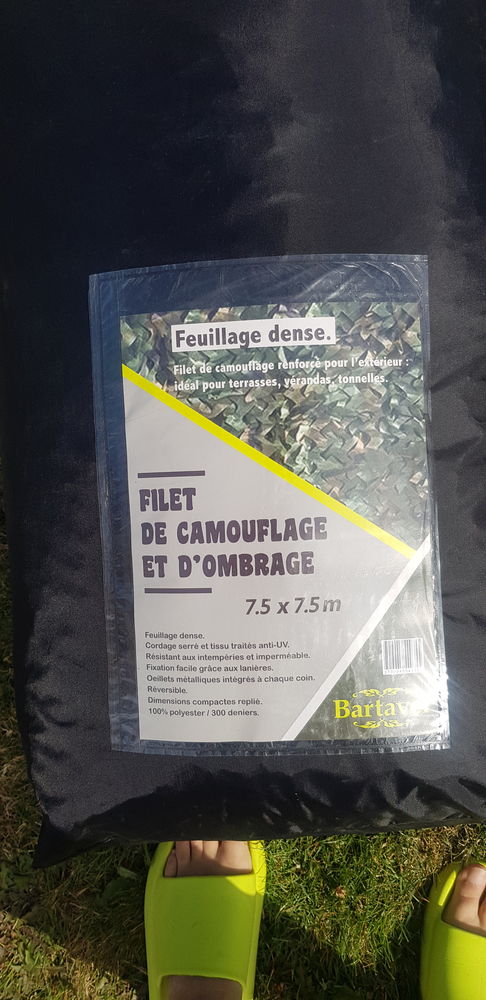 Feuillage dense.
Filet de camouflage renforcé pour l'extérieur :
idéal pour terrasses, vérandas, tonnelles.
FILET
DE CAMOUFLAGE
ET D'OMBRAGE
7.5 x 7.5 m
Feuillage dense.
Cordage serré et tissu traités anti-UV.
Résistant aux intempéries et imperméable.
Fixation facile grâce aux lanières.
Oeillets métalliques intégrés à chaque coin.
Réversible.
Dimensions compactes replié.
100% polyester / 300 deniers.